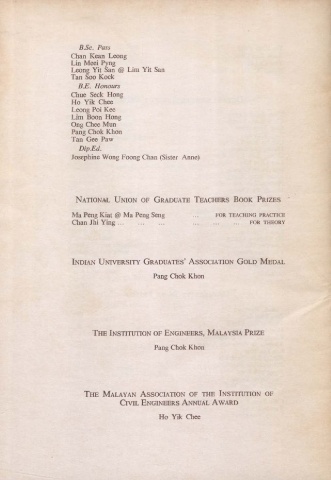 B.Sc. Pass
Chan Kean Leong
Lin Meei Pyng
Leong Yit San @ Lim Yit San
Tan Soo Kock
B.E. Honours
Chue Seck Hong
Ho Yik Chee
Leong Poi Kee
Lim Boon Hong
Ong Chee Mun
Pang Chok Khon
Tan Gee Paw
Dip.Ed.
Josephine Wong Foong Chan (Sister Anne)
NATIONAL UNION OF GRADUATE TEACHERS BOOK PRIZES
Ma Peng Kiat @ Ma Peng Seng ... FOR TEACHING PRACTICE
Chan Jhi Ying ... ... ... ... ... ... FOR THEORY
INDIAN UNIVERSITY GRADUATES' ASSOCIATION GOLD MEDAL
Pang Chok Khon
THE INSTITUTION OF ENGINEERS, MALAYSIA PRIZE
Pang Chok Khon
THE MALAYAN ASSOCIATION OF THE INSTITUTION OF
CIVIL ENGINEERS ANNUAL AWARD
Ho Yik Chee